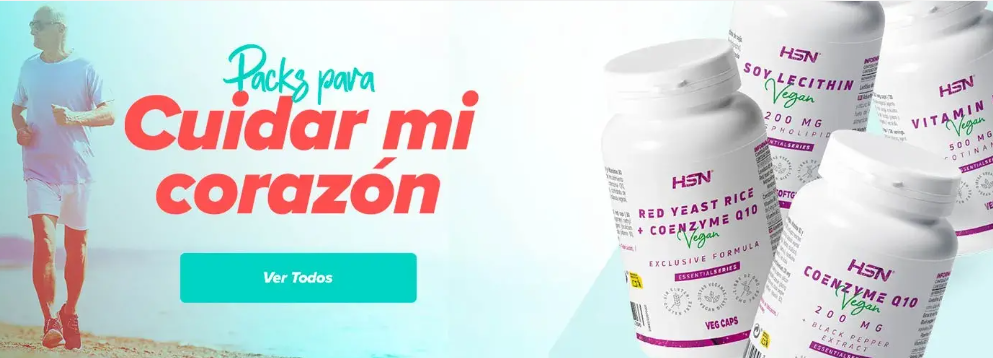 Packs para
Cuidar mi
corazón
Ver Todos
HSN
SOY LECITHIN
Vegan
200 MG
HSN
VITAMIN
Vegan
500 MG
HSN
RED YEAST RICE
+ COENZYME Q10
Vegan
EXCLUSIVE FORMULA
ESSENTIALSERIES
VEG CAPS
HSN
COENZYME Q10
Vegan
200 MG
+ BLACK PEPPER
EXTRACT
ESSENTIALSERIES